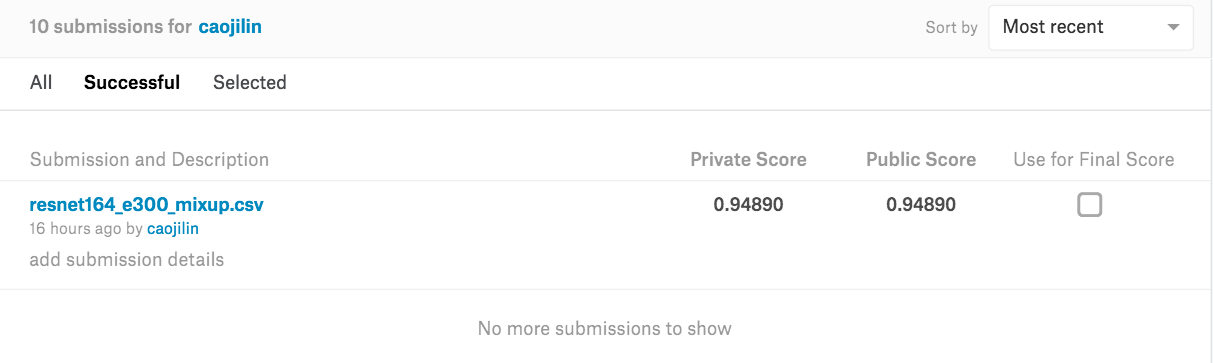 10 submissions for caojilin
Sort by Most recent
All Successful Selected
Submission and Description Private Score Public Score Use for Final Score
resnet164_e300_mixup.csv 0.94890 0.94890
16 hours ago by caojilin
add submission details
No more submissions to show